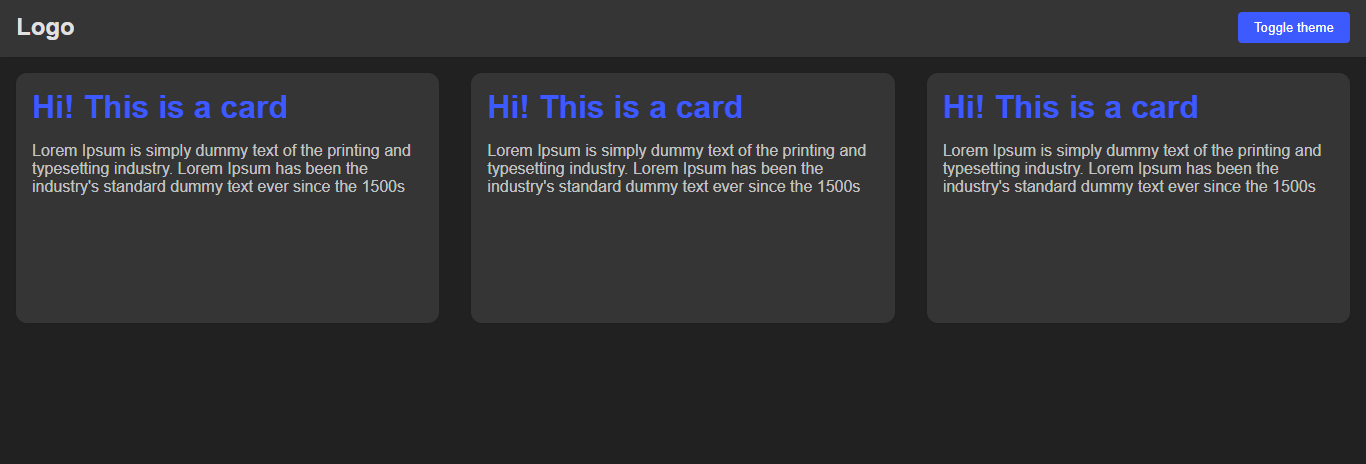 Logo
Toggle theme
Hi! This is a card
Lorem Ipsum is simply dummy text of the printing and
typesetting industry. Lorem Ipsum has been the
industry's standard dummy text ever since the 1500s
Hi! This is a card
Lorem Ipsum is simply dummy text of the printing and
typesetting industry. Lorem Ipsum has been the
industry's standard dummy text ever since the 1500s
Hi! This is a card
Lorem Ipsum is simply dummy text of the printing and
typesetting industry. Lorem Ipsum has been the
industry's standard dummy text ever since the 1500s